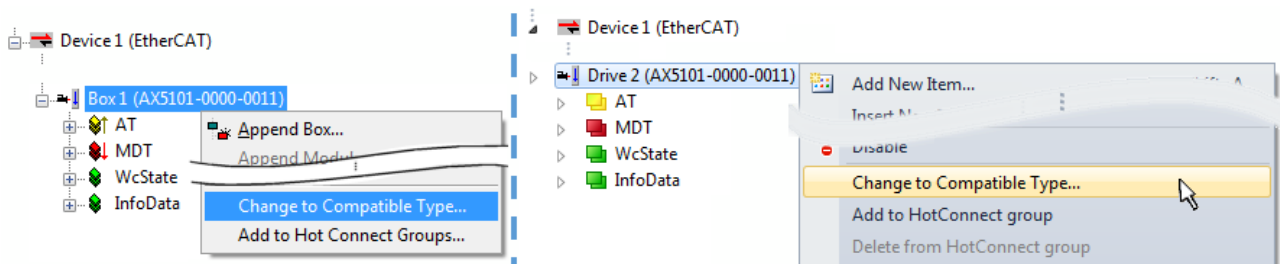 Device 1 (EtherCAT)
Box 1 (AX5101-0000-0011)
AT
MDT
WcState
InfoData
Append Box...
Append Modul
Change to Compatible Type...
Add to Hot Connect Groups...
Device 1 (EtherCAT)
Drive 2 (AX5101-0000-0011)
AT
MDT
WcState
InfoData
Add New Item...
Insert
Disable
Change to Compatible Type...
Add to HotConnect group
Delete from HotConnect group